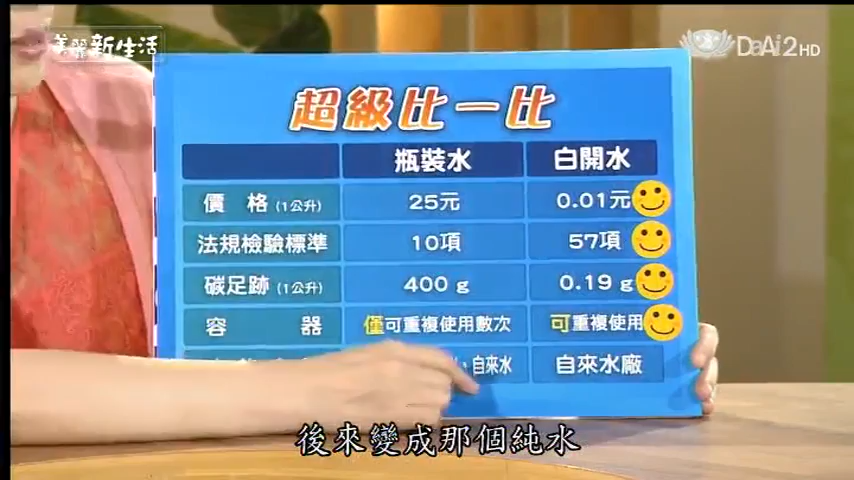 美麗新生活
DaAi2HD
超級比一比
瓶裝水 白開水
價格(1公升) 25元 0.01元
法規檢驗標準 10項 57項
碳足跡(1公升) 400 g 0.19 g
容器 僅可重複使用數次 可重複使用
自來水 自來水廠
後來變成那個純水